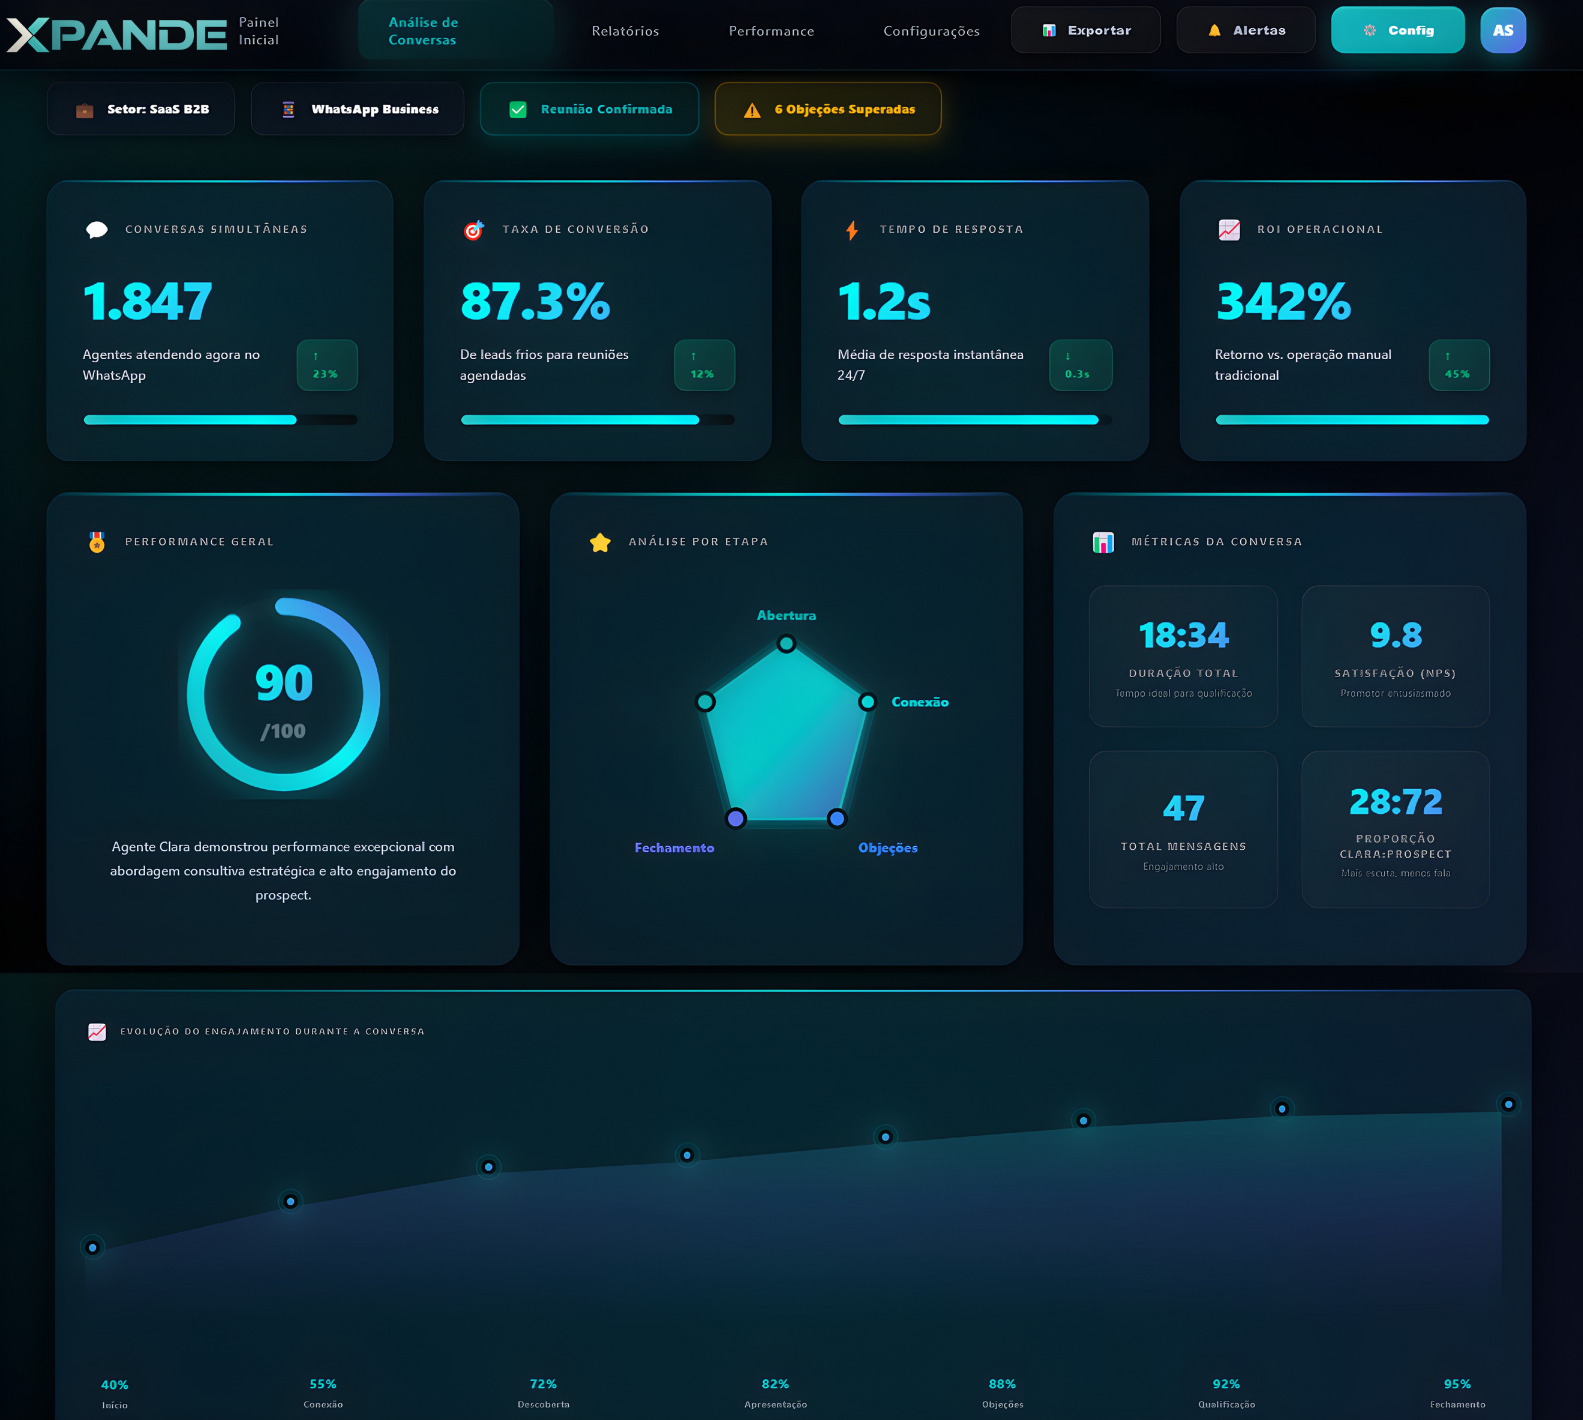 XPANDE
Painel
Inicial
Análise de
Conversas
Relatórios
Performance
Configurações
Exportar
Alertas
Config
AS
Setor: SaaS B2B
WhatsApp Business
Reunião Confirmada
6 Objeções Superadas
CONVERSAS SIMULTÂNEAS
1.847
Agentes atendendo agora no
WhatsApp
↑
23%
TAXA DE CONVERSÃO
87.3%
De leads frios para reuniões
agendadas
↑
12%
TEMPO DE RESPOSTA
1.2s
Média de resposta instantânea
24/7
↓
0.3s
ROI OPERACIONAL
342%
Retorno vs. operação manual
tradicional
↑
45%
PERFORMANCE GERAL
90
/100
Agente Clara demonstrou performance excepcional com
abordagem consultiva estratégica e alto engajamento do
prospect.
ANÁLISE POR ETAPA
Abertura
Conexão
Fechamento
Objeções
MÉTRICAS DA CONVERSA
18:34
DURAÇÃO TOTAL
Tempo ideal para qualificação
9.8
SATISFAÇÃO (NPS)
Promotor entusiasmado
47
TOTAL MENSAGENS
Engajamento alto
28:72
PROPORÇÃO
CLARA:PROSPECT
Mais escuta, menos fala
EVOLUÇÃO DO ENGAJAMENTO DURANTE A CONVERSA
40%
Início
55%
Conexão
72%
Descoberta
82%
Apresentação
88%
Objeções
92%
Qualificação
95%
Fechamento